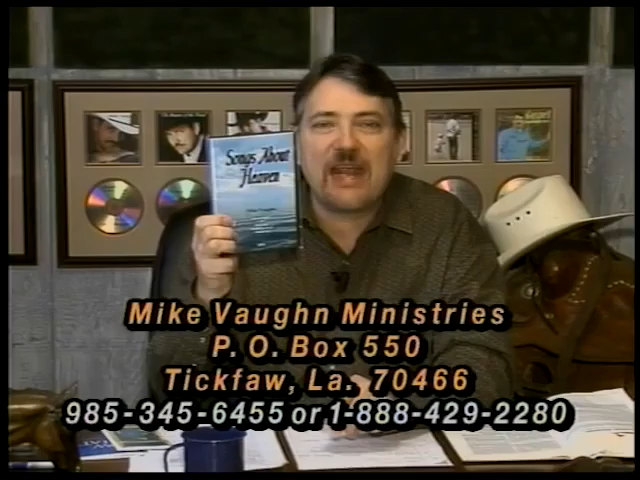 Songs About
Heaven
Mike Vaughn Ministries
P. O. Box 550
Tickfaw, La. 70466
985-345-6455 or 1-888-429-2280